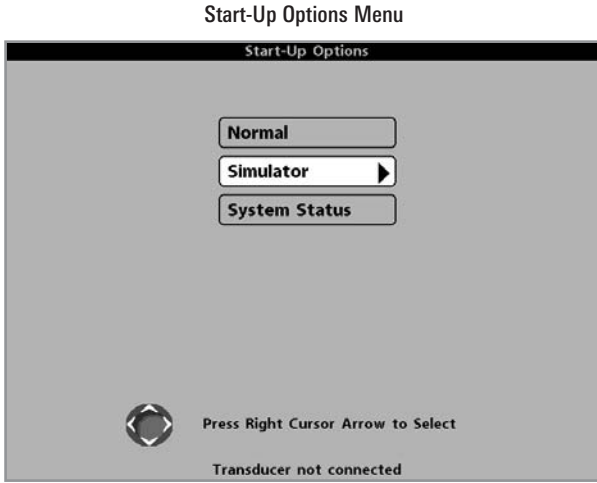 Start-Up Options Menu
Start-Up Options
Normal
Simulator
System Status
Press Right Cursor Arrow to Select
Transducer not connected